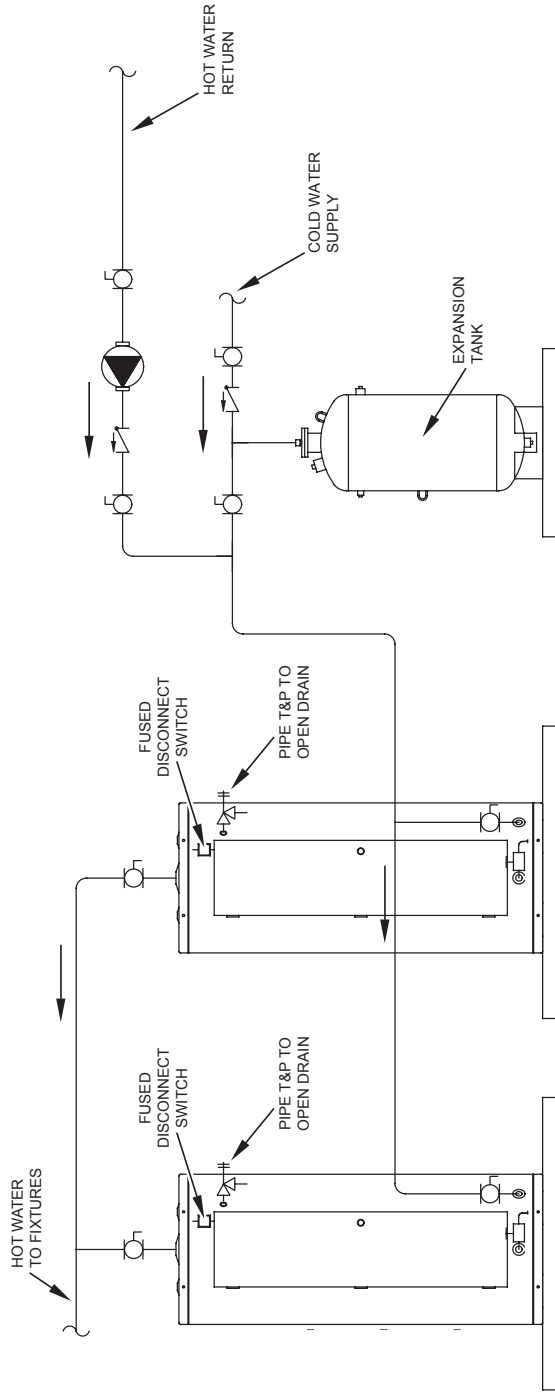 HOT WATER
TO FIXTURES
FUSED
DISCONNECT
SWITCH
PIPE T&P TO
OPEN DRAIN
FUSED
DISCONNECT
SWITCH
PIPE T&P TO
OPEN DRAIN
EXPANSION
TANK
COLD WATER
SUPPLY
HOT WATER
RETURN